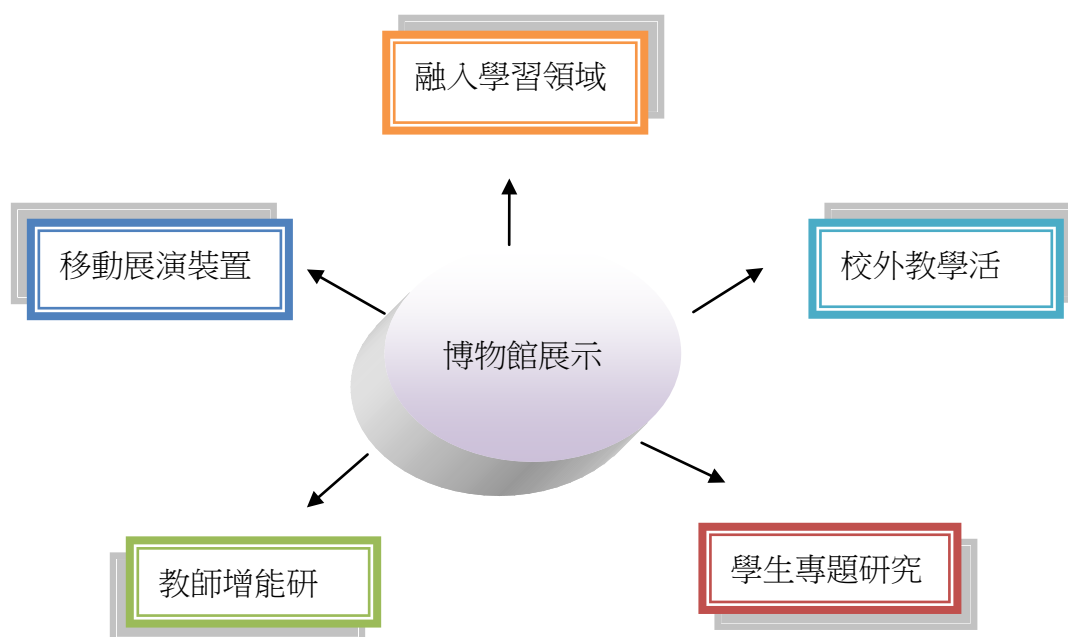 融入學習領域
移動展演裝置
校外教學活
博物館展示
教師增能研
學生專題研究